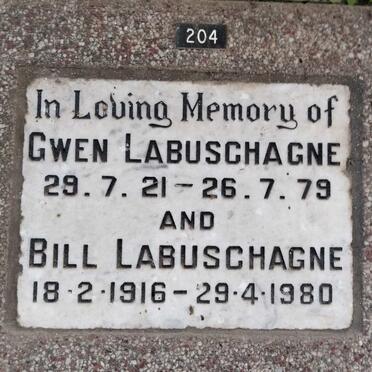 204
In Loving Memory of
GWEN LABUSCHAGNE
29.7.21-26.7.79
AND
BILL LABUSCHAGNE
18·2·1916-29·4·1980